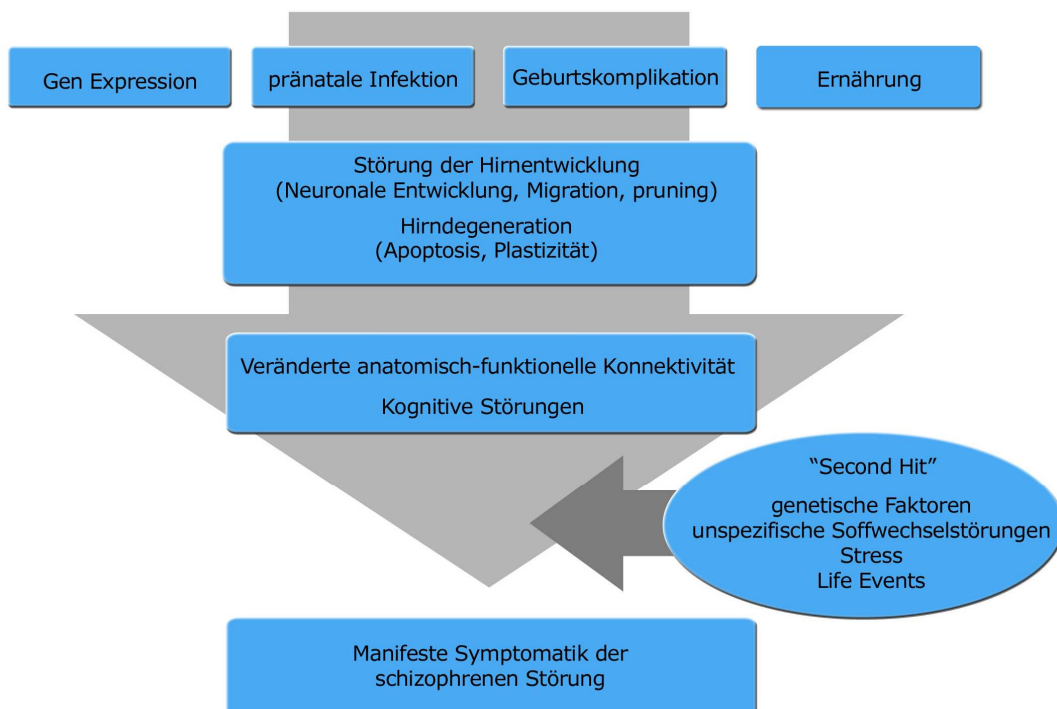 Gen Expression
pränatale Infektion
Geburtskomplikation
Ernährung
Störung der Hirnentwicklung
(Neuronale Entwicklung, Migration, pruning)
Hirndegeneration
(Apoptosis, Plastizität)
Veränderte anatomisch-funktionelle Konnektivität
Kognitive Störungen
“Second Hit”
genetische Faktoren
unspezifische Soffwechselstörungen
Stress
Life Events
Manifeste Symptomatik der
schizophrenen Störung